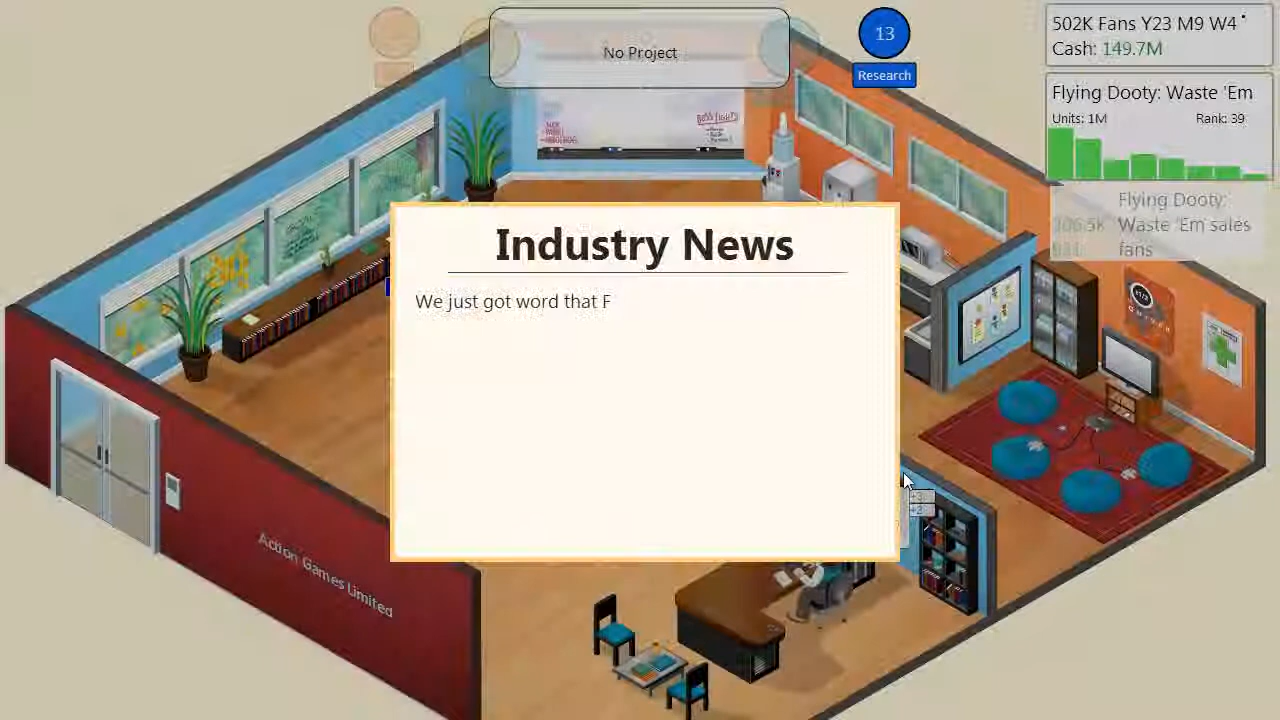 No Project
13
Research
502K Fans Y23 M9 W4
Cash: 149.7M
Flying Dooty: Waste 'Em
Units: 1M
Rank: 39
Flying Dooty:
Waste 'Em sales
fans
Industry News
We just got word that F
Action Games Limited